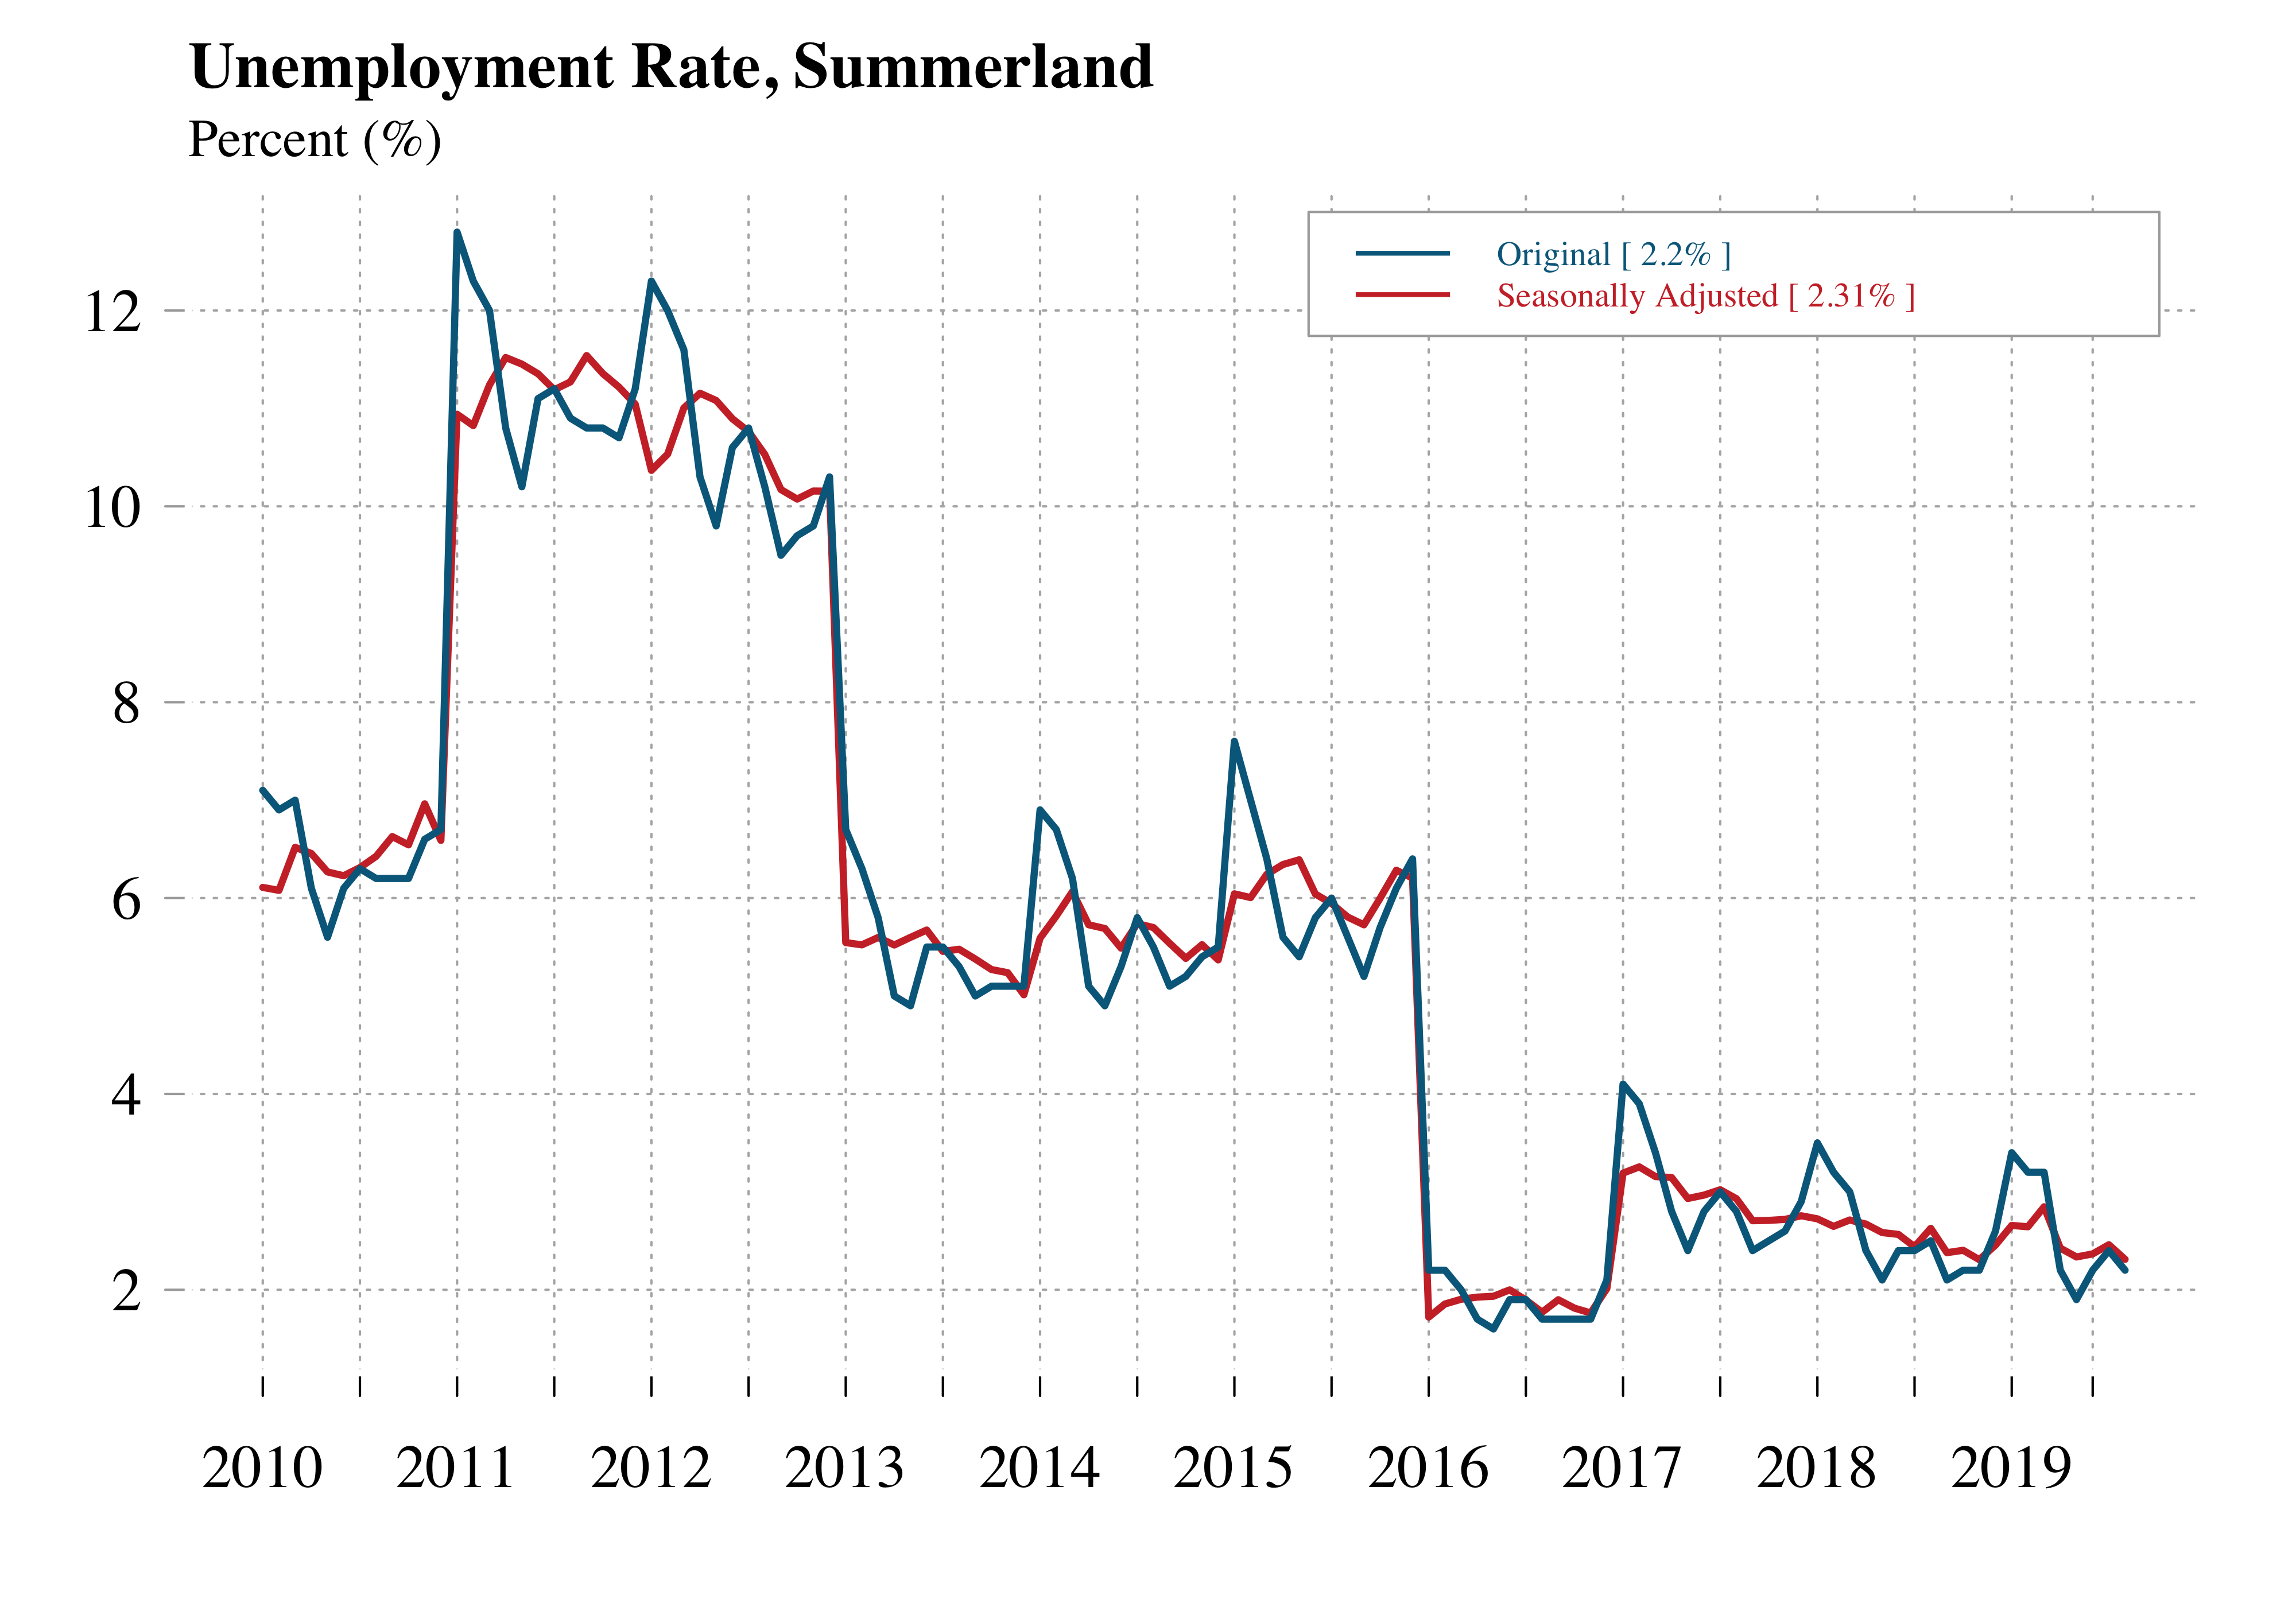 Unemployment Rate, Summerland
Percent (%)
Original [ 2.2% ]
Seasonally Adjusted [ 2.31% ]
12
10
8
6
4
2
2010 2011 2012 2013 2014 2015 2016 2017 2018 2019